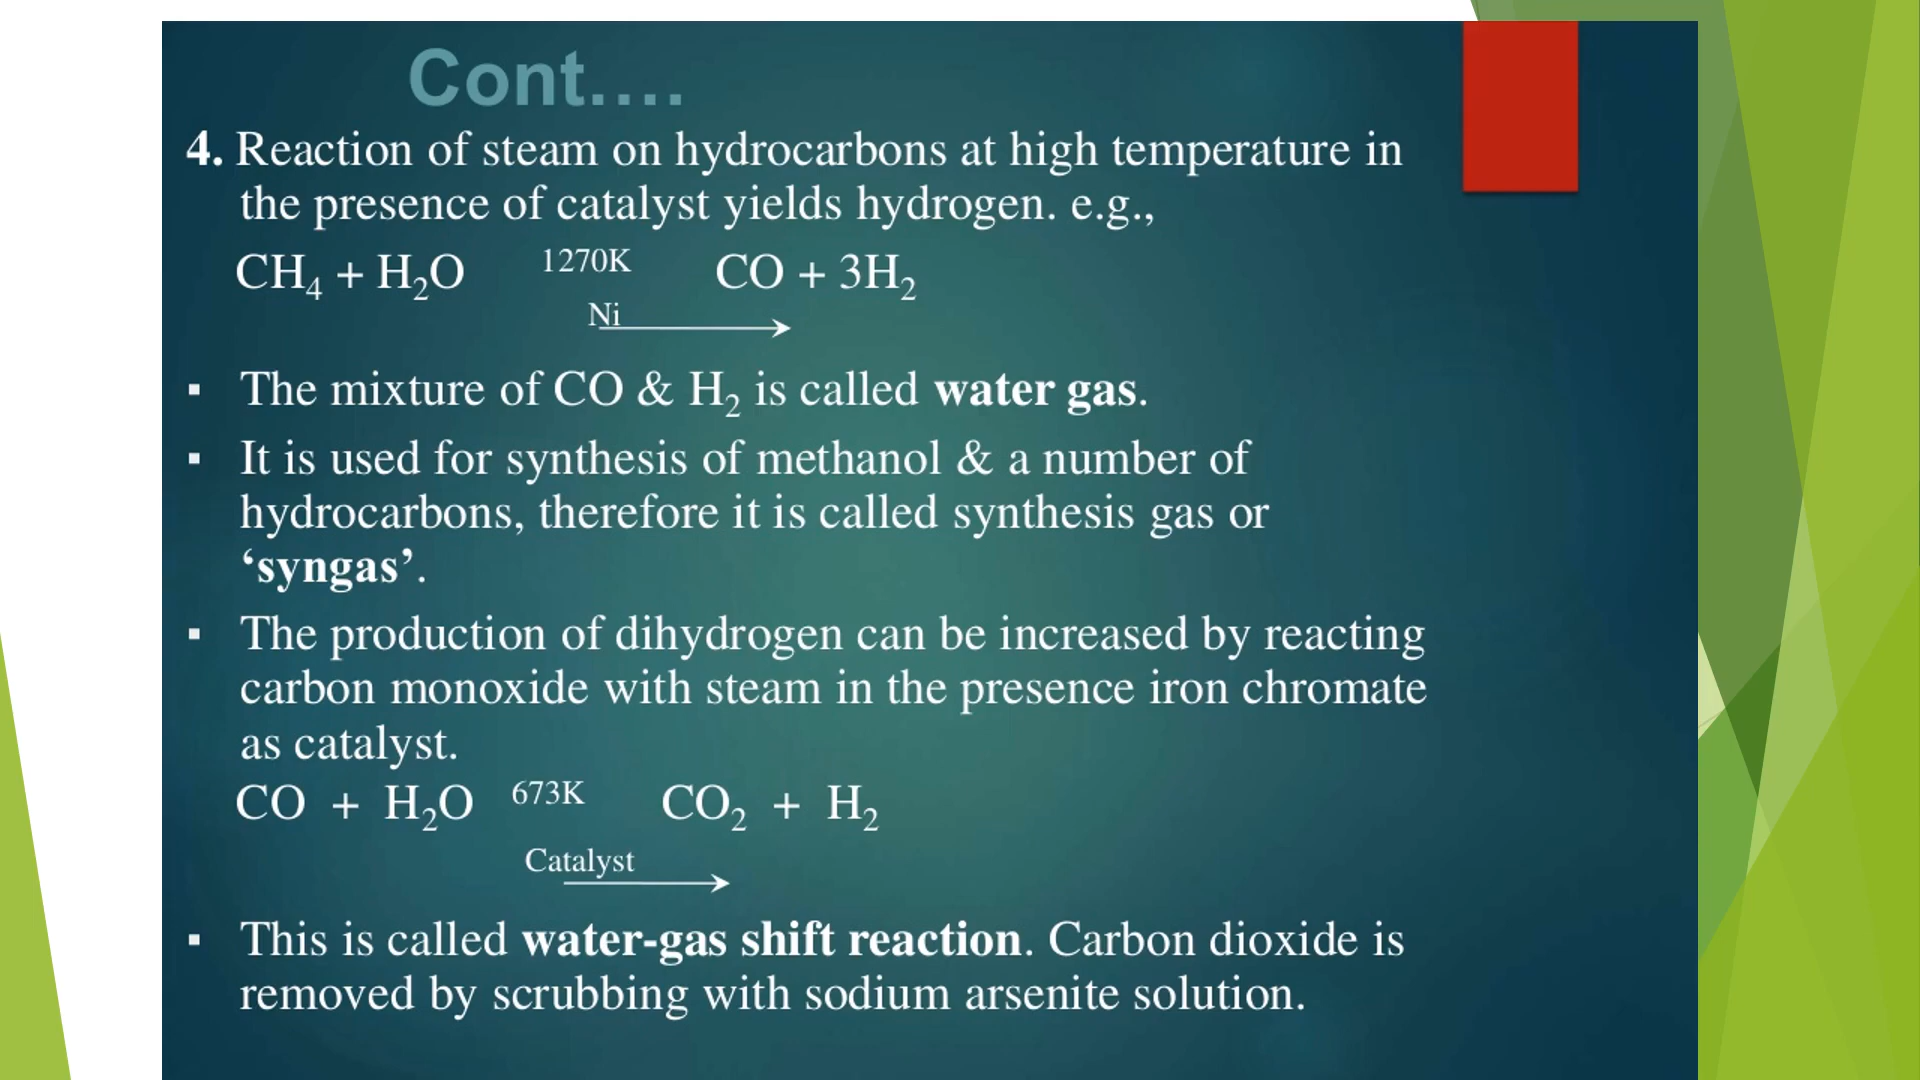 Cont....
4. Reaction of steam on hydrocarbons at high temperature in
the presence of catalyst yields hydrogen. e.g.,
CH₄ + H₂O 1270K CO + 3H₂
Ni
▪ The mixture of CO & H₂ is called water gas.
▪ It is used for synthesis of methanol & a number of
hydrocarbons, therefore it is called synthesis gas or
‘syngas’.
▪ The production of dihydrogen can be increased by reacting
carbon monoxide with steam in the presence iron chromate
as catalyst.
CO + H₂O 673K CO₂ + H₂
Catalyst
▪ This is called water-gas shift reaction. Carbon dioxide is
removed by scrubbing with sodium arsenite solution.